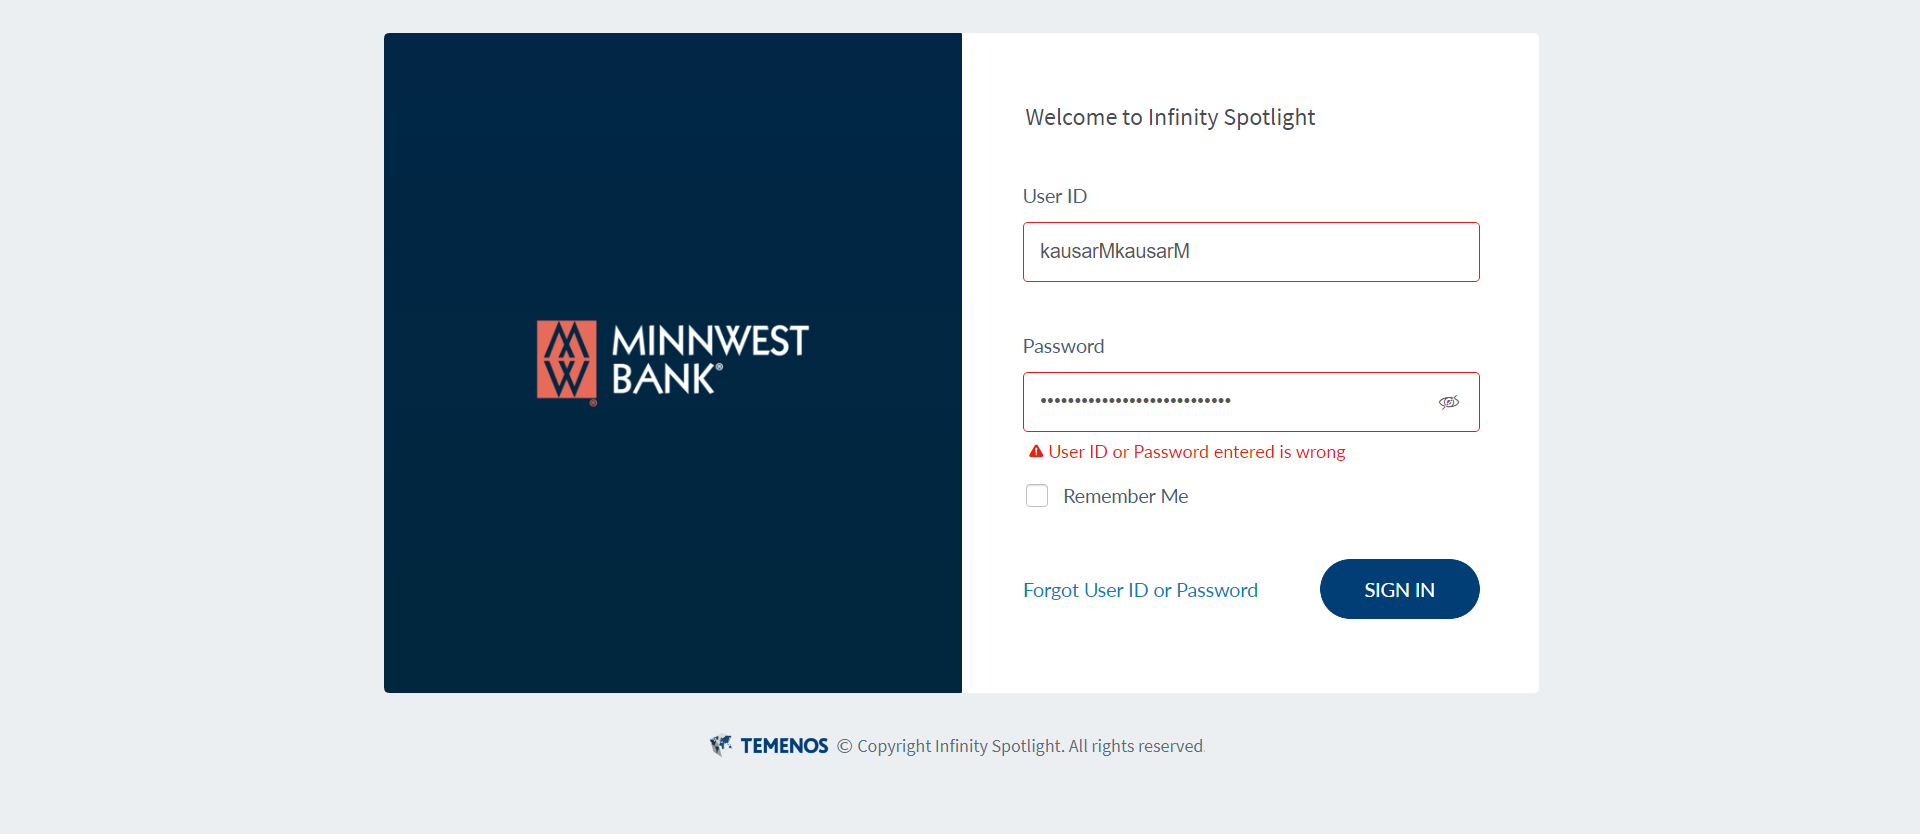 MINNWEST
BANK®
®
Welcome to Infinity Spotlight
User ID
kausarMkausarM
Password
••••••••••••••••••••••••••••
User ID or Password entered is wrong
Remember Me
Forgot User ID or Password
SIGN IN
TEMENOS © Copyright Infinity Spotlight. All rights reserved.